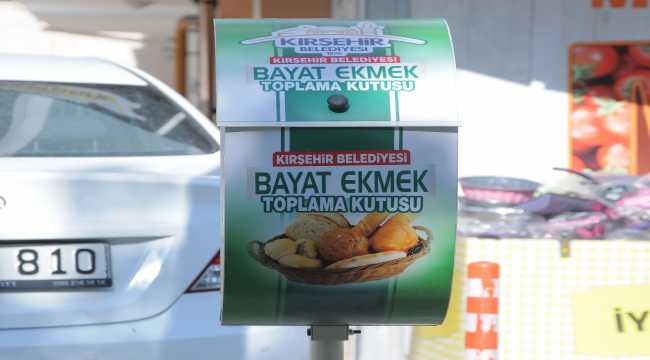 KIRŞEHİR
BELEDİYESİ
KIRŞEHİR BELEDİYESİ
BAYAT EKMEK
TOPLAMA KUTUSU
KIRŞEHİR BELEDİYESİ
BAYAT EKMEK
TOPLAMA KUTUSU
810
İY